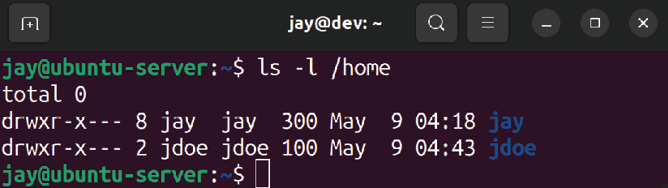 jay@dev: ~
jay@ubuntu-server:~$ ls -l /home
total 0
drwxr-x--- 8 jay  jay  300 May  9 04:18 jay
drwxr-x--- 2 jdoe jdoe 100 May  9 04:43 jdoe
jay@ubuntu-server:~$